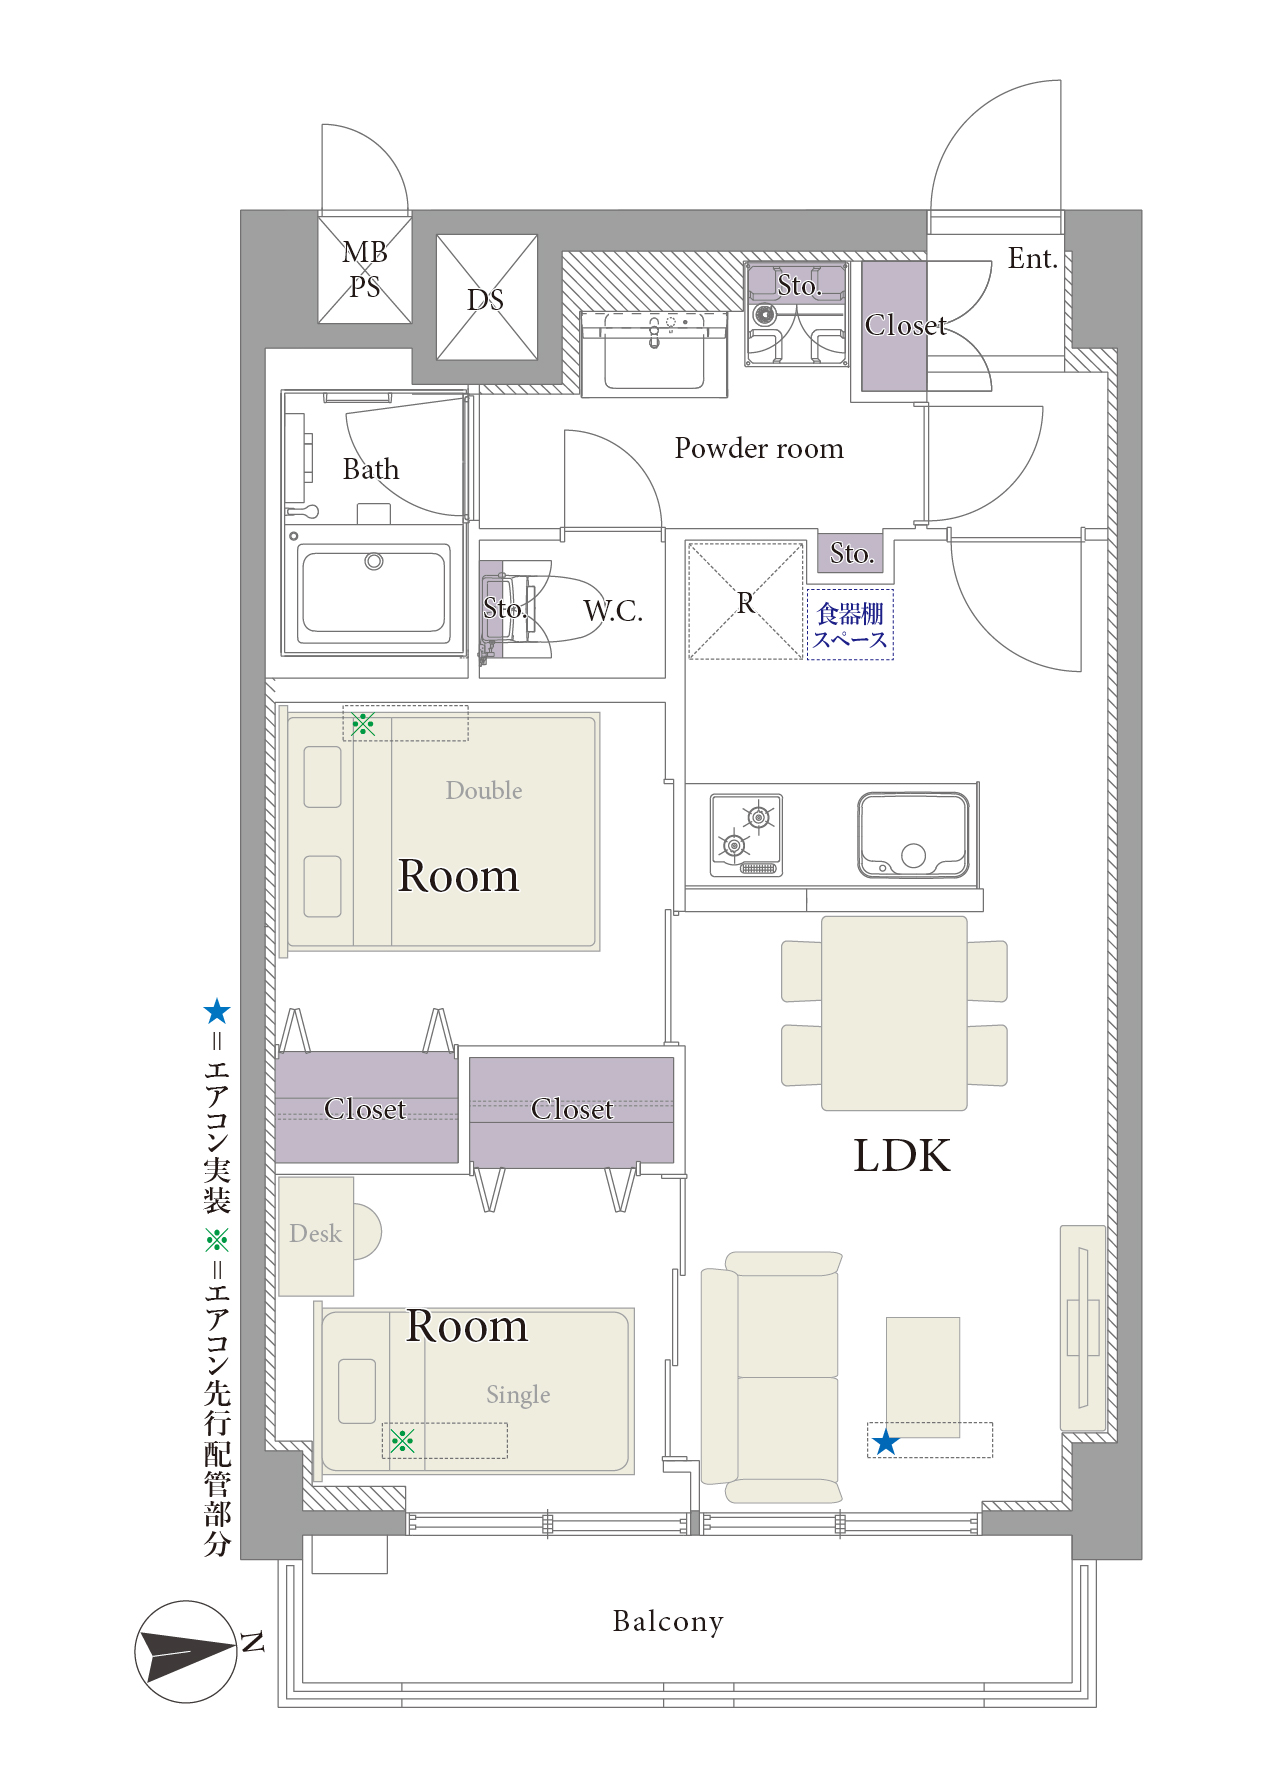 MB
PS
DS
Sto.
Ent.
Closet
Powder room
Bath
Sto.
Sto.
W.C.
R
食器棚
スペース
※
Double
Room
Closet
Closet
LDK
Desk
Room
Single
※
★
★=エアコン実装 ※=エアコン先行配管部分
Balcony
N